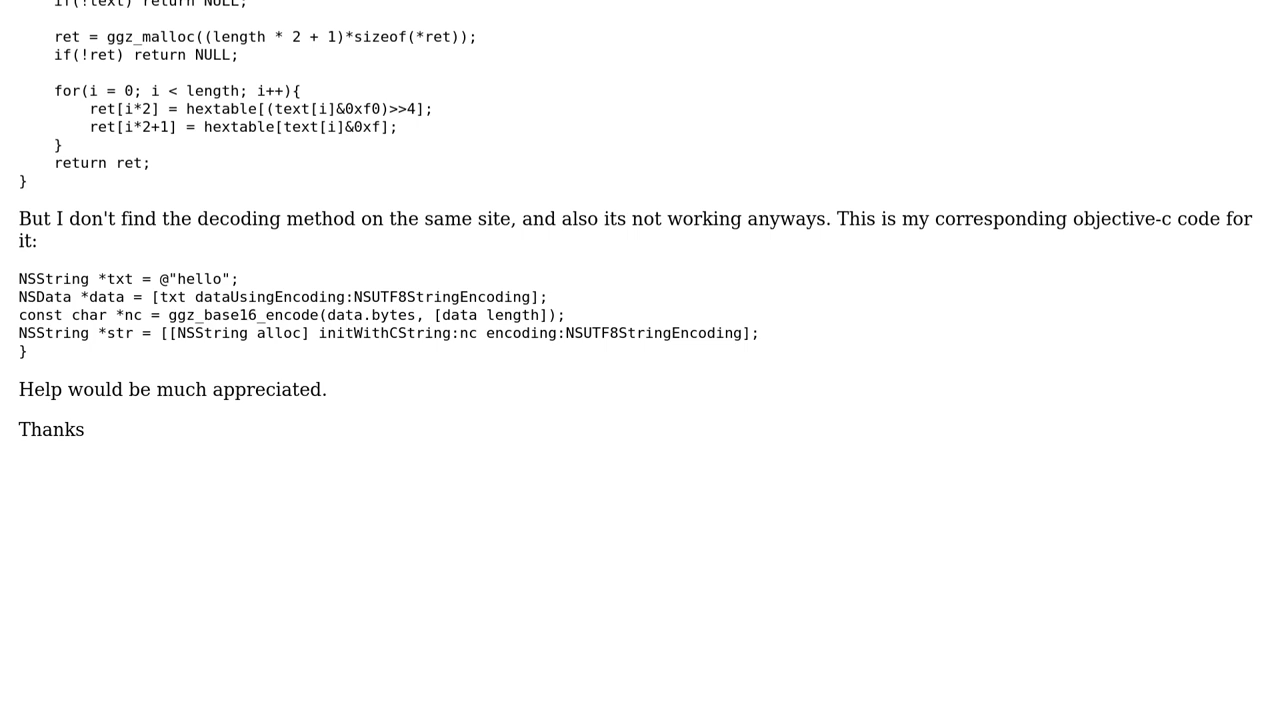 if(!text) return NULL;
ret = ggz_malloc((length * 2 + 1)*sizeof(*ret));
if(!ret) return NULL;
for(i = 0; i < length; i++){
ret[i*2] = hextable[(text[i]&0xf0)>>4];
ret[i*2+1] = hextable[text[i]&0xf];
}
return ret;
}
But I don't find the decoding method on the same site, and also its not working anyways. This is my corresponding objective-c code for
it:
NSString *txt = @"hello";
NSData *data = [txt dataUsingEncoding:NSUTF8StringEncoding];
const char *nc = ggz_base16_encode(data.bytes, [data length]);
NSString *str = [[NSString alloc] initWithCString:nc encoding:NSUTF8StringEncoding];
}
Help would be much appreciated.
Thanks